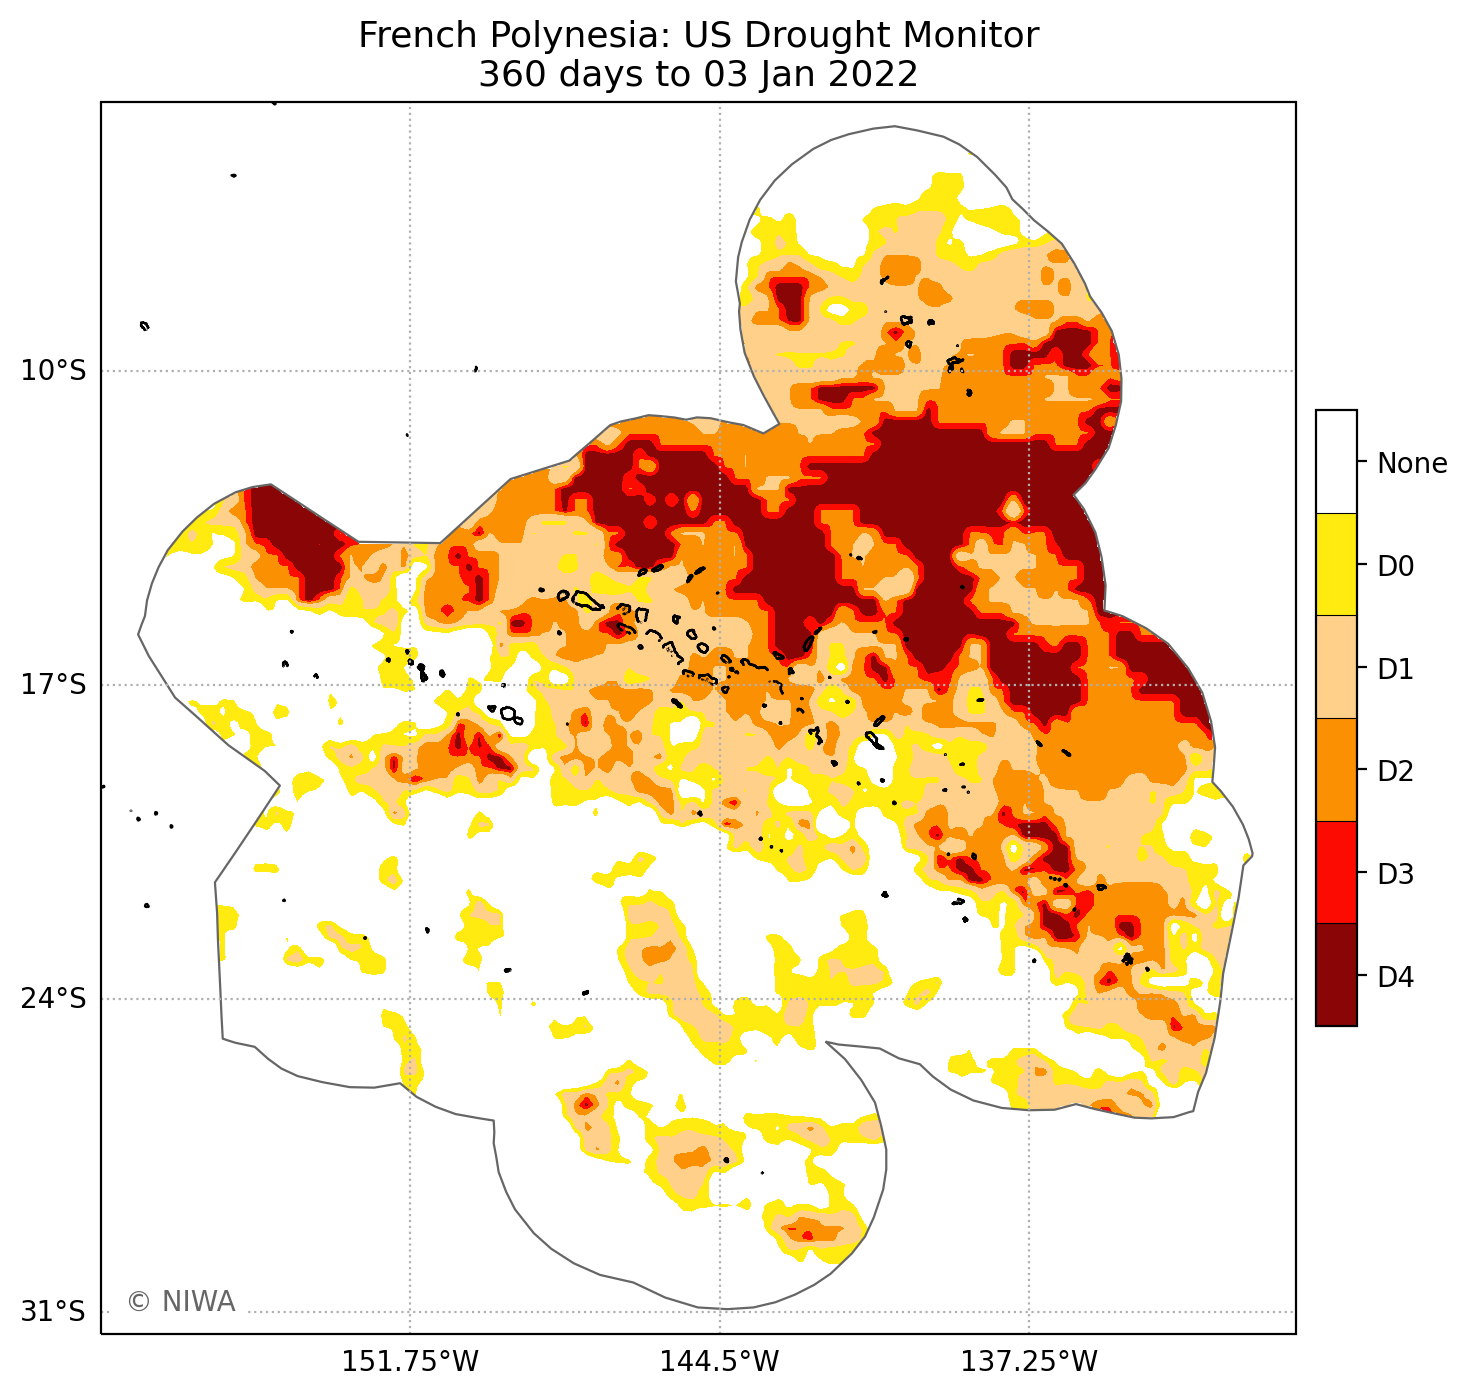 French Polynesia: US Drought Monitor
360 days to 03 Jan 2022
10°S
17°S
24°S
31°S
151.75°W
144.5°W
137.25°W
None
D0
D1
D2
D3
D4
© NIWA